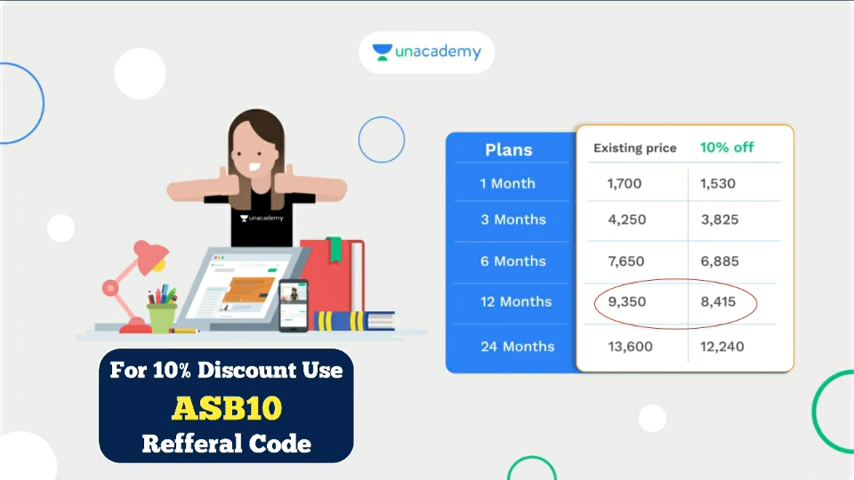 unacademy
unacademy
Plans Existing price 10% off
1 Month 1,700 1,530
3 Months 4,250 3,825
6 Months 7,650 6,885
12 Months 9,350 8,415
24 Months 13,600 12,240
For 10% Discount Use
ASB10
Refferal Code